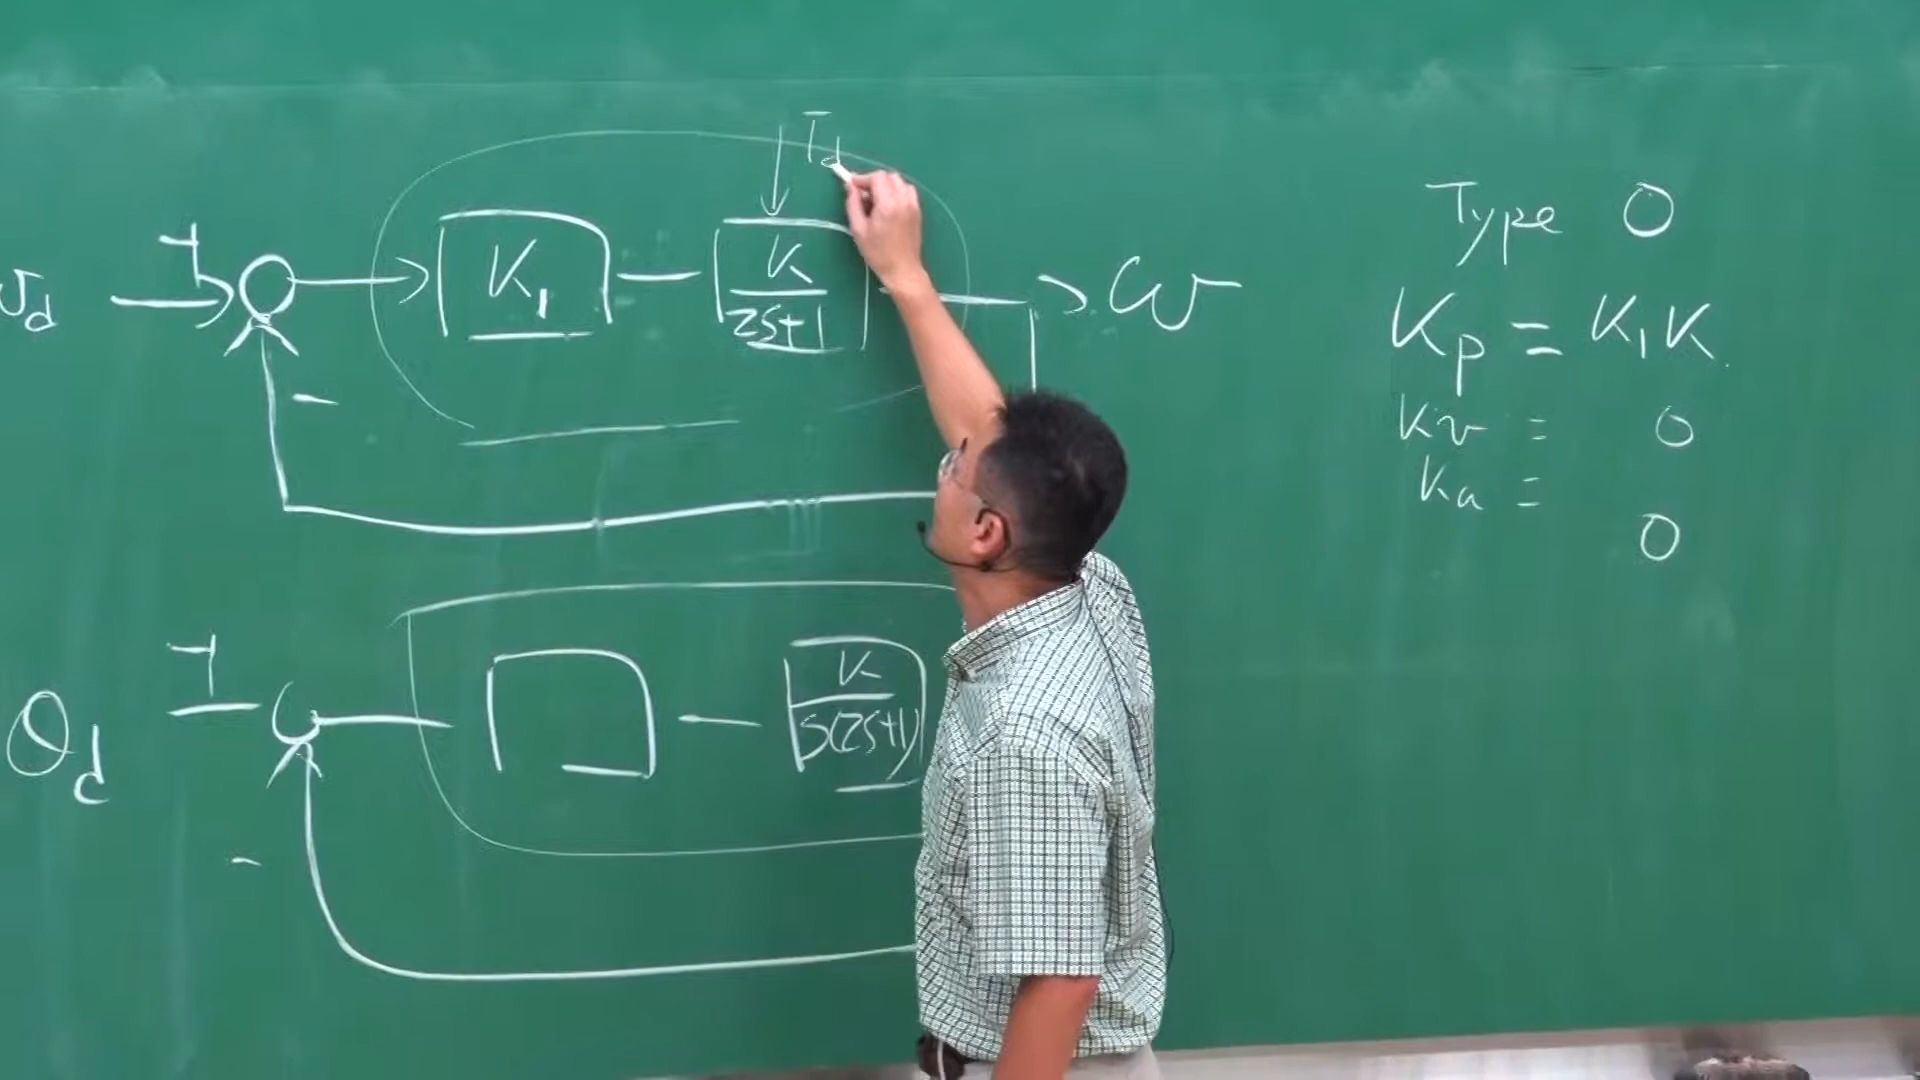 T_d
+
ω_d → K_1 — K/(τs+1) → ω
−
+
θ_d — K/(s(τs+1))
−
Type 0
K_p = K_1 K
K_v = 0
K_a = 0